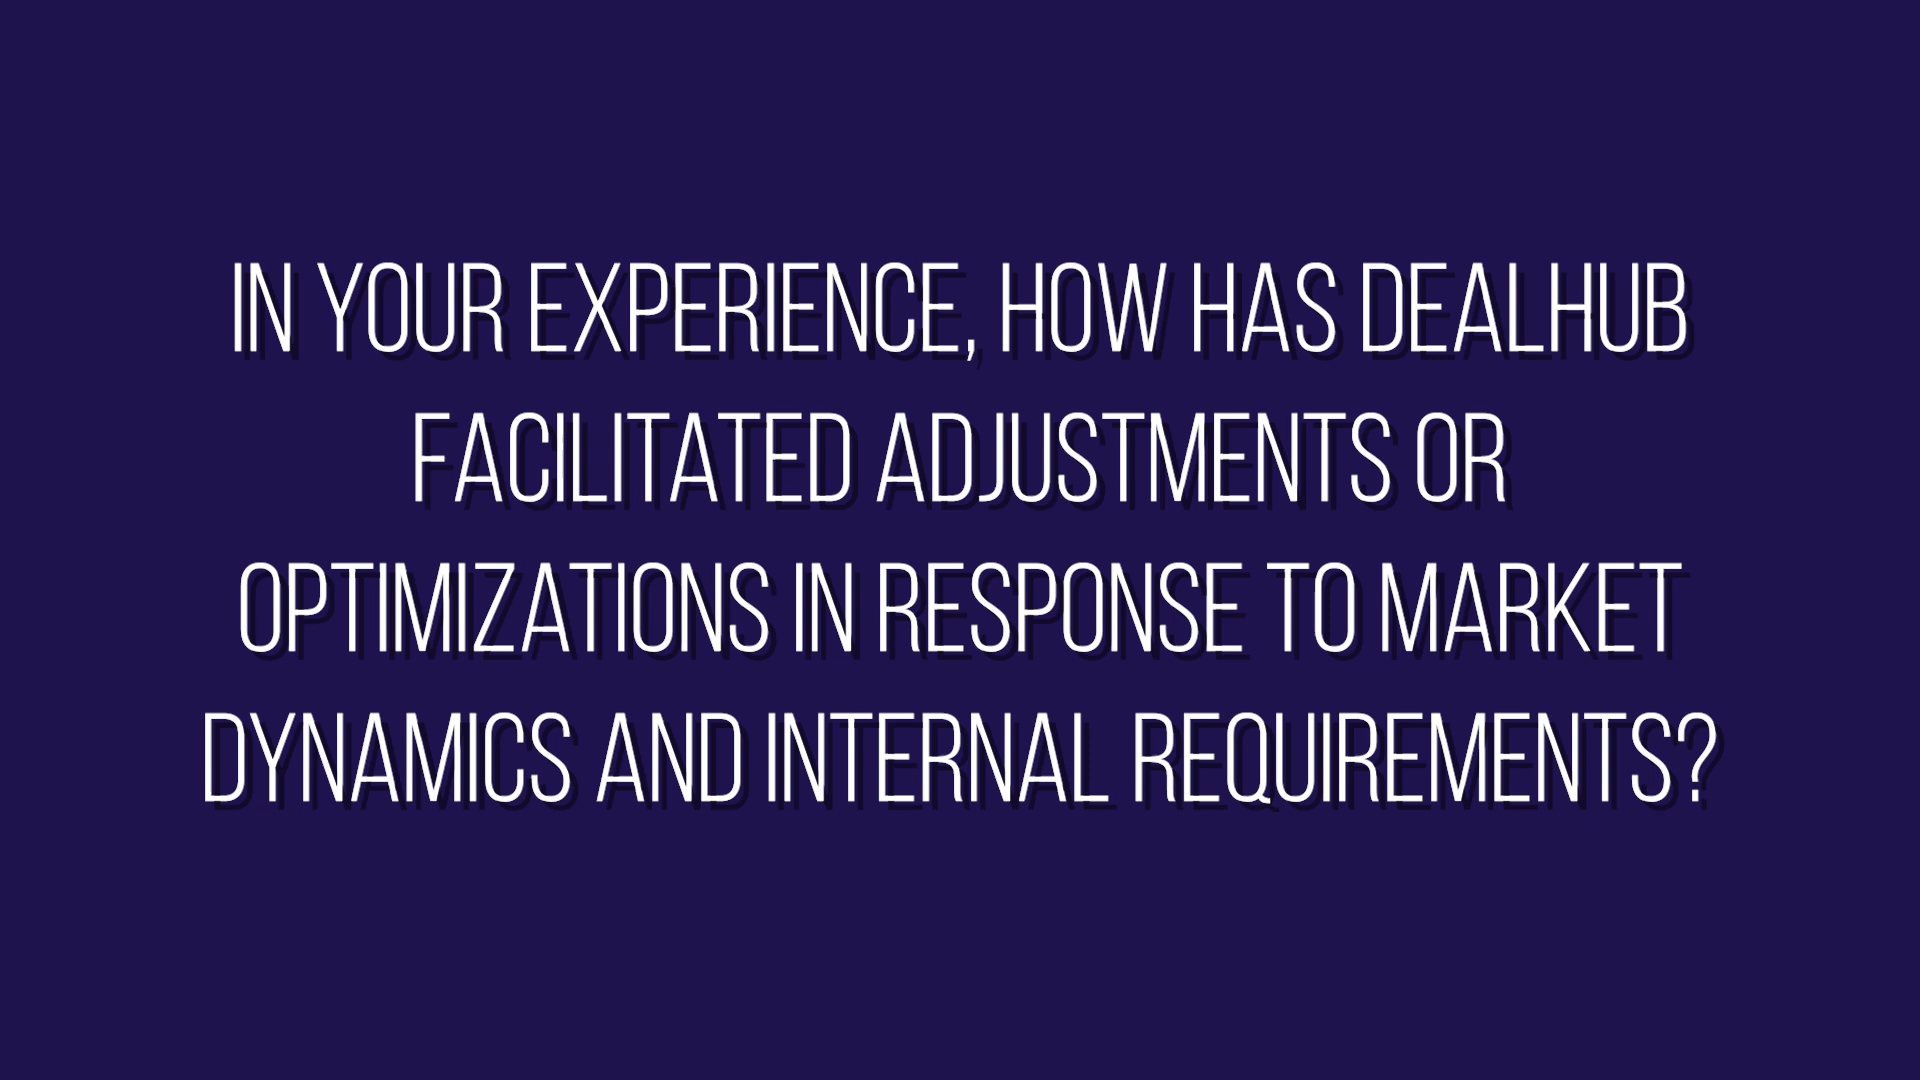 IN YOUR EXPERIENCE, HOW HAS DEALHUB
FACILITATED ADJUSTMENTS OR
OPTIMIZATIONS IN RESPONSE TO MARKET
DYNAMICS AND INTERNAL REQUIREMENTS?